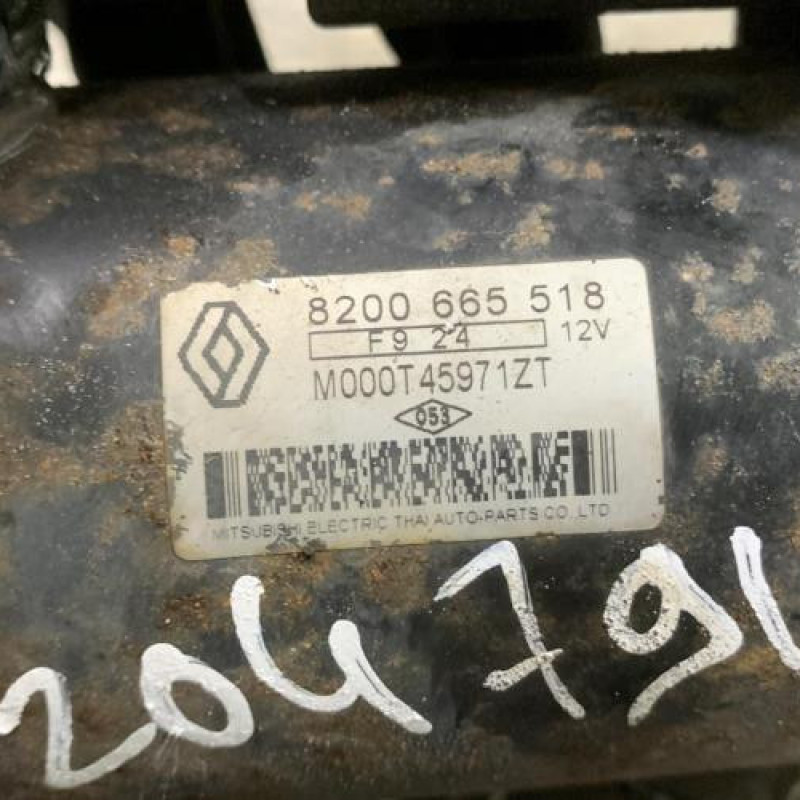 8200 665 518
F9 24 12V
M000T45971ZT
053
MITSUBISHI ELECTRIC THAI AUTO-PARTS CO.,LTD
204791